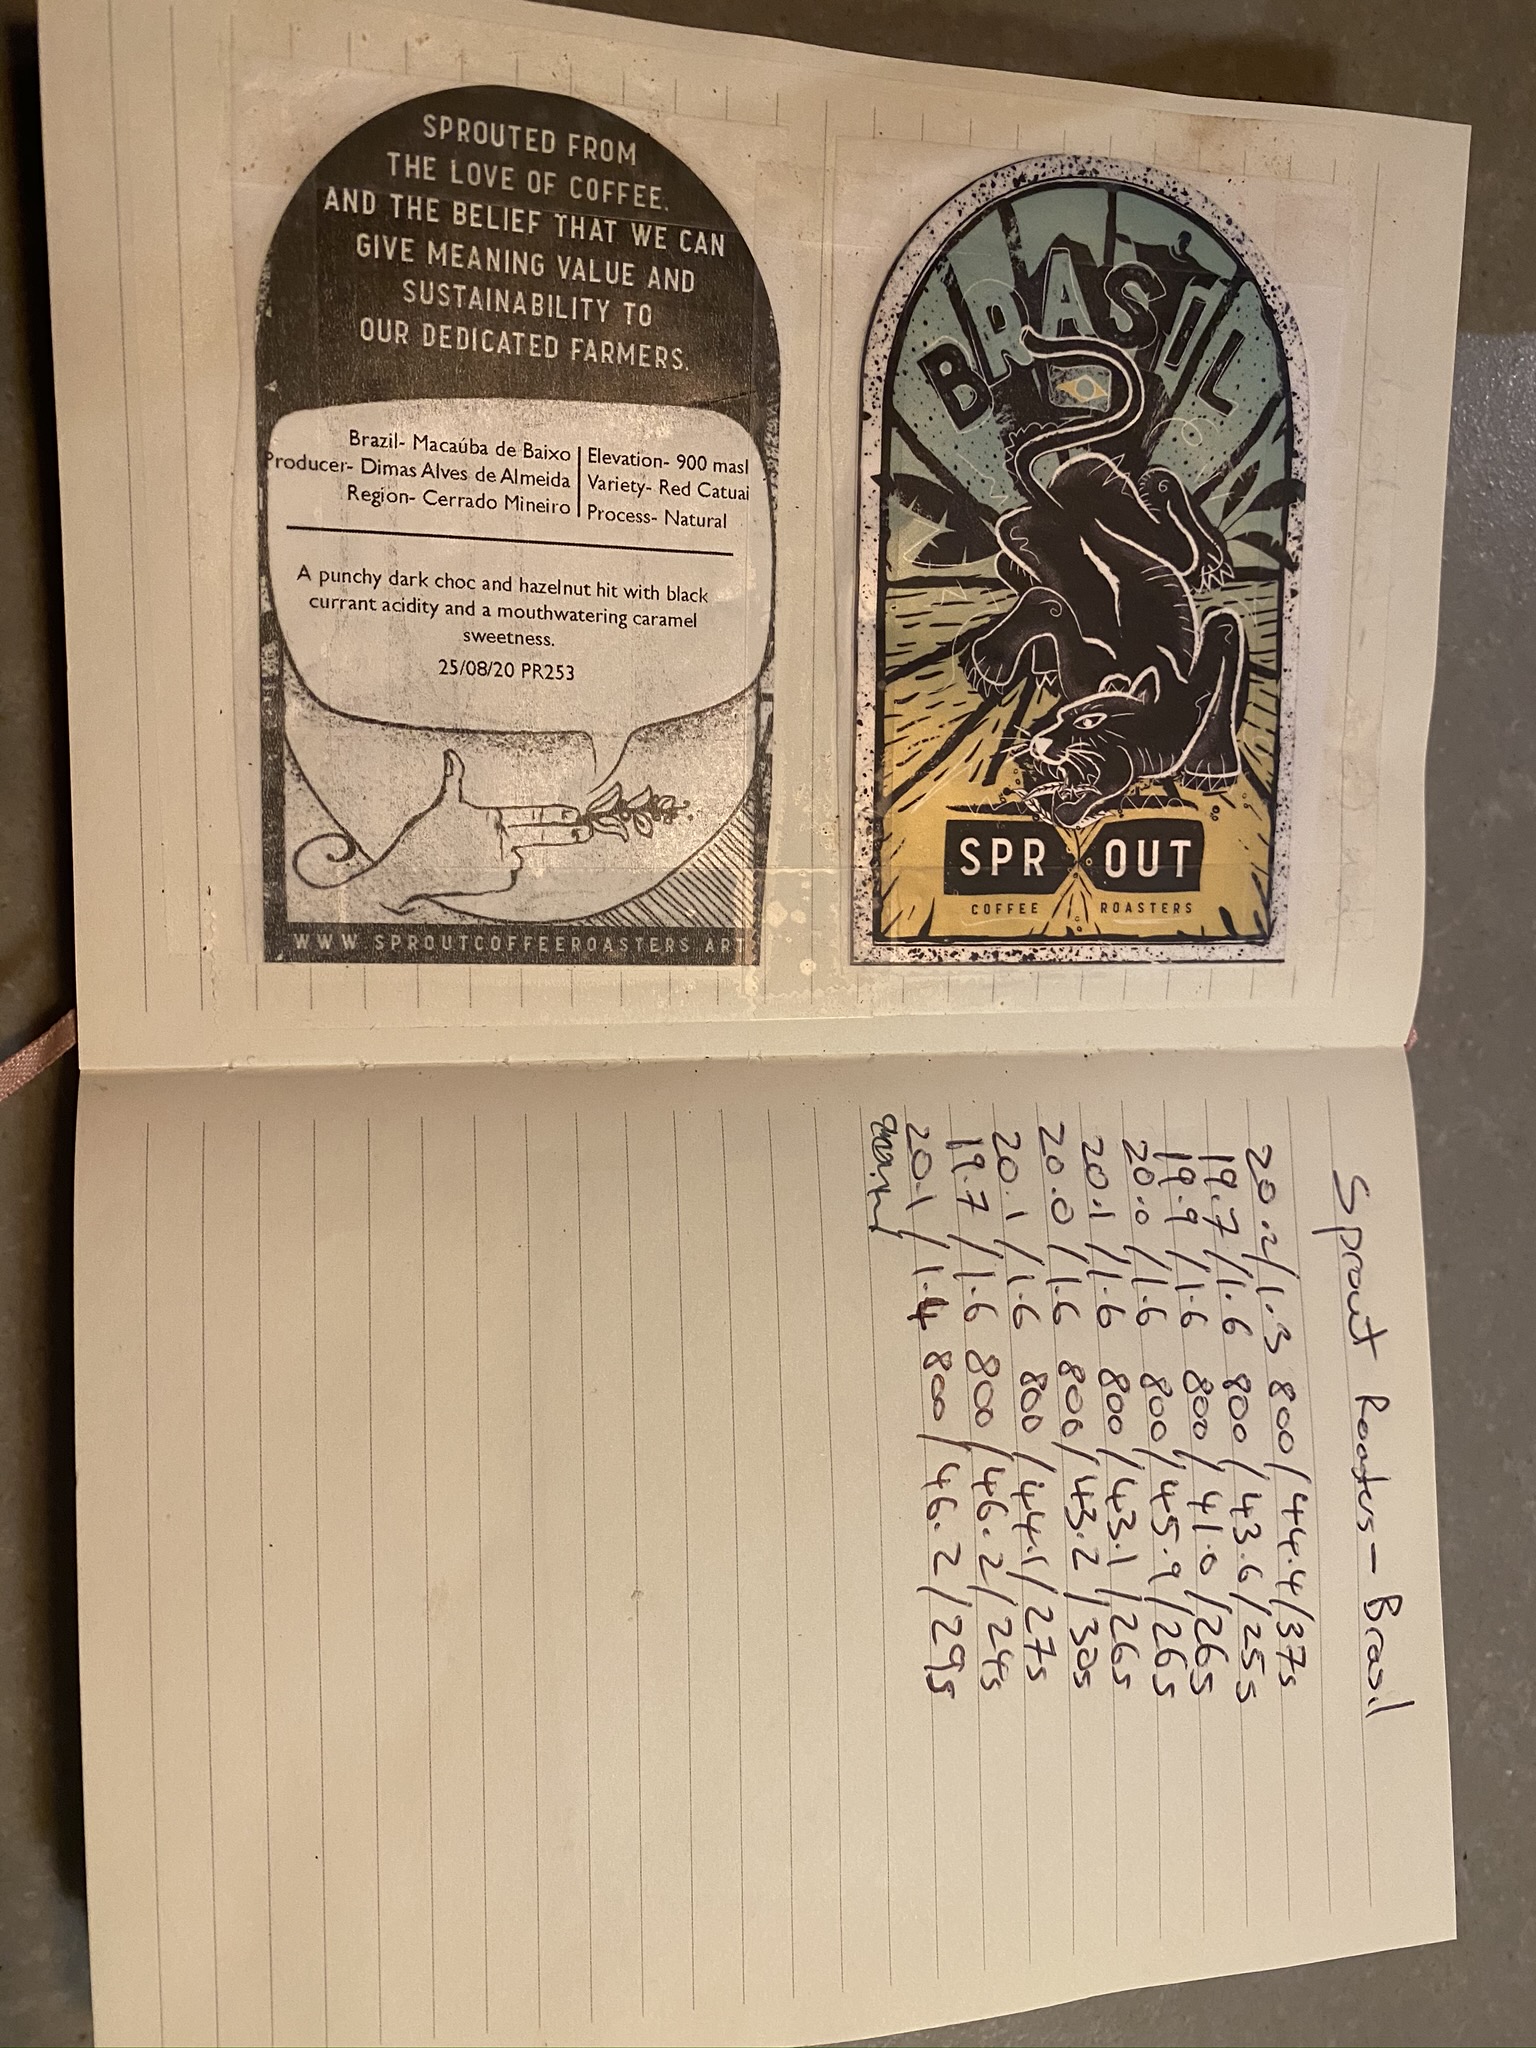 SPROUTED FROM
THE LOVE OF COFFEE.
AND THE BELIEF THAT WE CAN
GIVE MEANING VALUE AND
SUSTAINABILITY TO
OUR DEDICATED FARMERS.
Brazil- Macaúba de Baixo
Producer- Dimas Alves de Almeida
Region- Cerrado Mineiro
Elevation- 900 masl
Variety- Red Catuai
Process- Natural
A punchy dark choc and hazelnut hit with black
currant acidity and a mouthwatering caramel
sweetness.
25/08/20 PR253
WWW SPROUTCOFFEEROASTERS ART
BRASIL
SPR OUT
COFFEE ROASTERS
Sprout Roasters - Brasil
20.2/1.3 800/44.4/37s
19.7/1.6 800/43.6/25s
19.9/1.6 800/41.0/26s
20.0/1.6 800/45.9/26s
20.1/1.6 800/43.1/26s
20.0/1.6 800/43.2/30s
20.1/1.6 800/44.1/27s
19.7/1.6 800/46.2/24s
20.1/1.4 800/46.2/29s